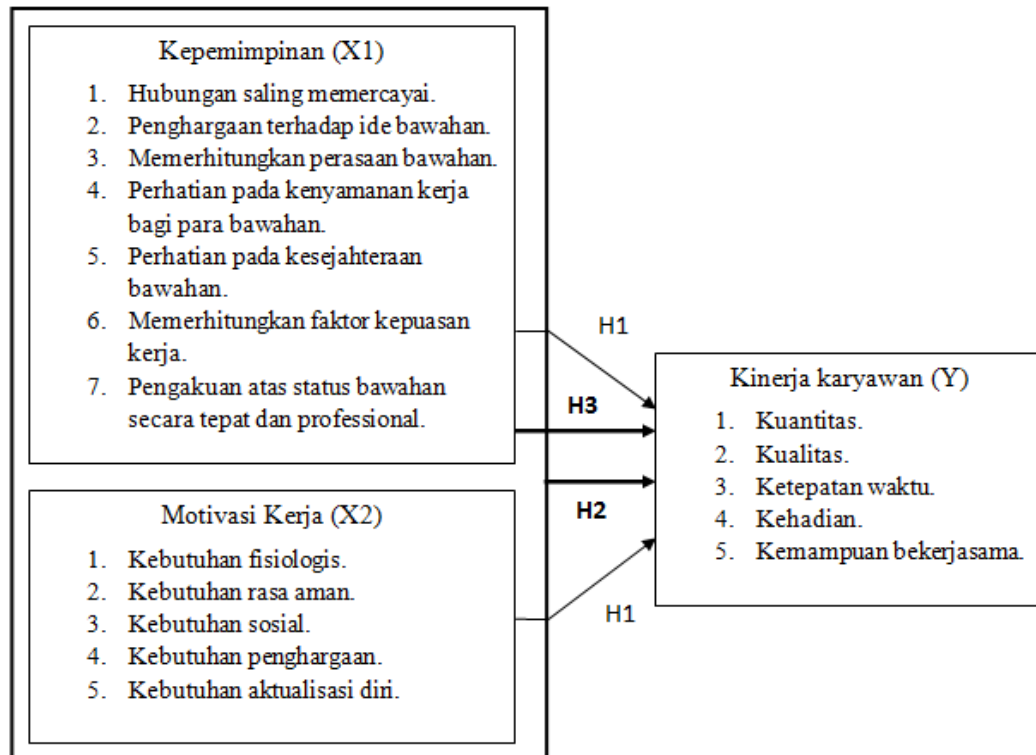 Kepemimpinan (X1)
1. Hubungan saling memercayai.
2. Penghargaan terhadap ide bawahan.
3. Memerhitungkan perasaan bawahan.
4. Perhatian pada kenyamanan kerja
bagi para bawahan.
5. Perhatian pada kesejahteraan
bawahan.
6. Memerhitungkan faktor kepuasan
kerja.
7. Pengakuan atas status bawahan
secara tepat dan professional.
H1
H3
H2
H1
Motivasi Kerja (X2)
1. Kebutuhan fisiologis.
2. Kebutuhan rasa aman.
3. Kebutuhan sosial.
4. Kebutuhan penghargaan.
5. Kebutuhan aktualisasi diri.
Kinerja karyawan (Y)
1. Kuantitas.
2. Kualitas.
3. Ketepatan waktu.
4. Kehadian.
5. Kemampuan bekerjasama.